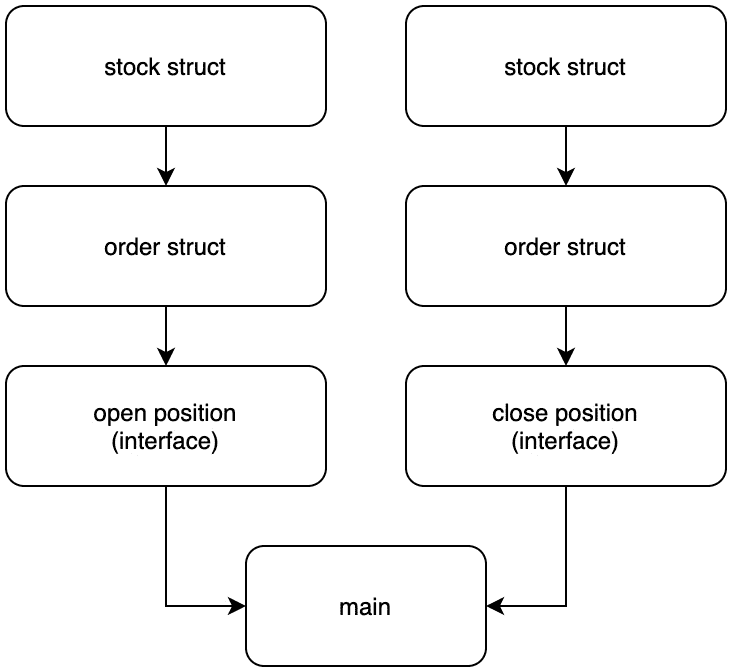 stock struct
stock struct
order struct
order struct
open position
(interface)
close position
(interface)
main